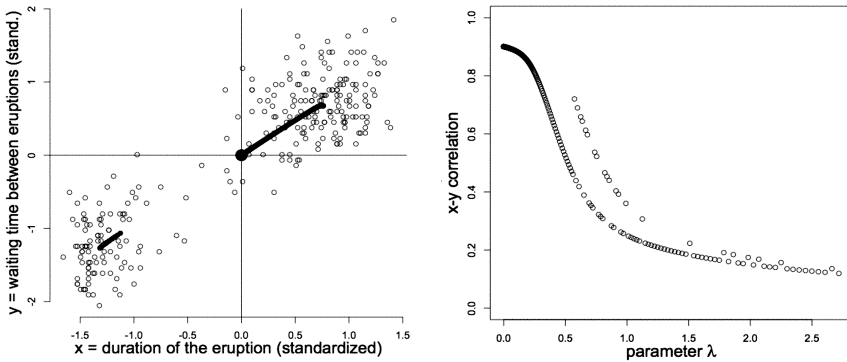 y = waiting time between eruptions (stand.)
2
1
0
-1
-2
-1.5 -1.0 -0.5 0.0 0.5 1.0 1.5
x = duration of the eruption (standardized)
x-y correlation
1.0
0.8
0.6
0.4
0.2
0.0
0.0 0.5 1.0 1.5 2.0 2.5
parameter λ